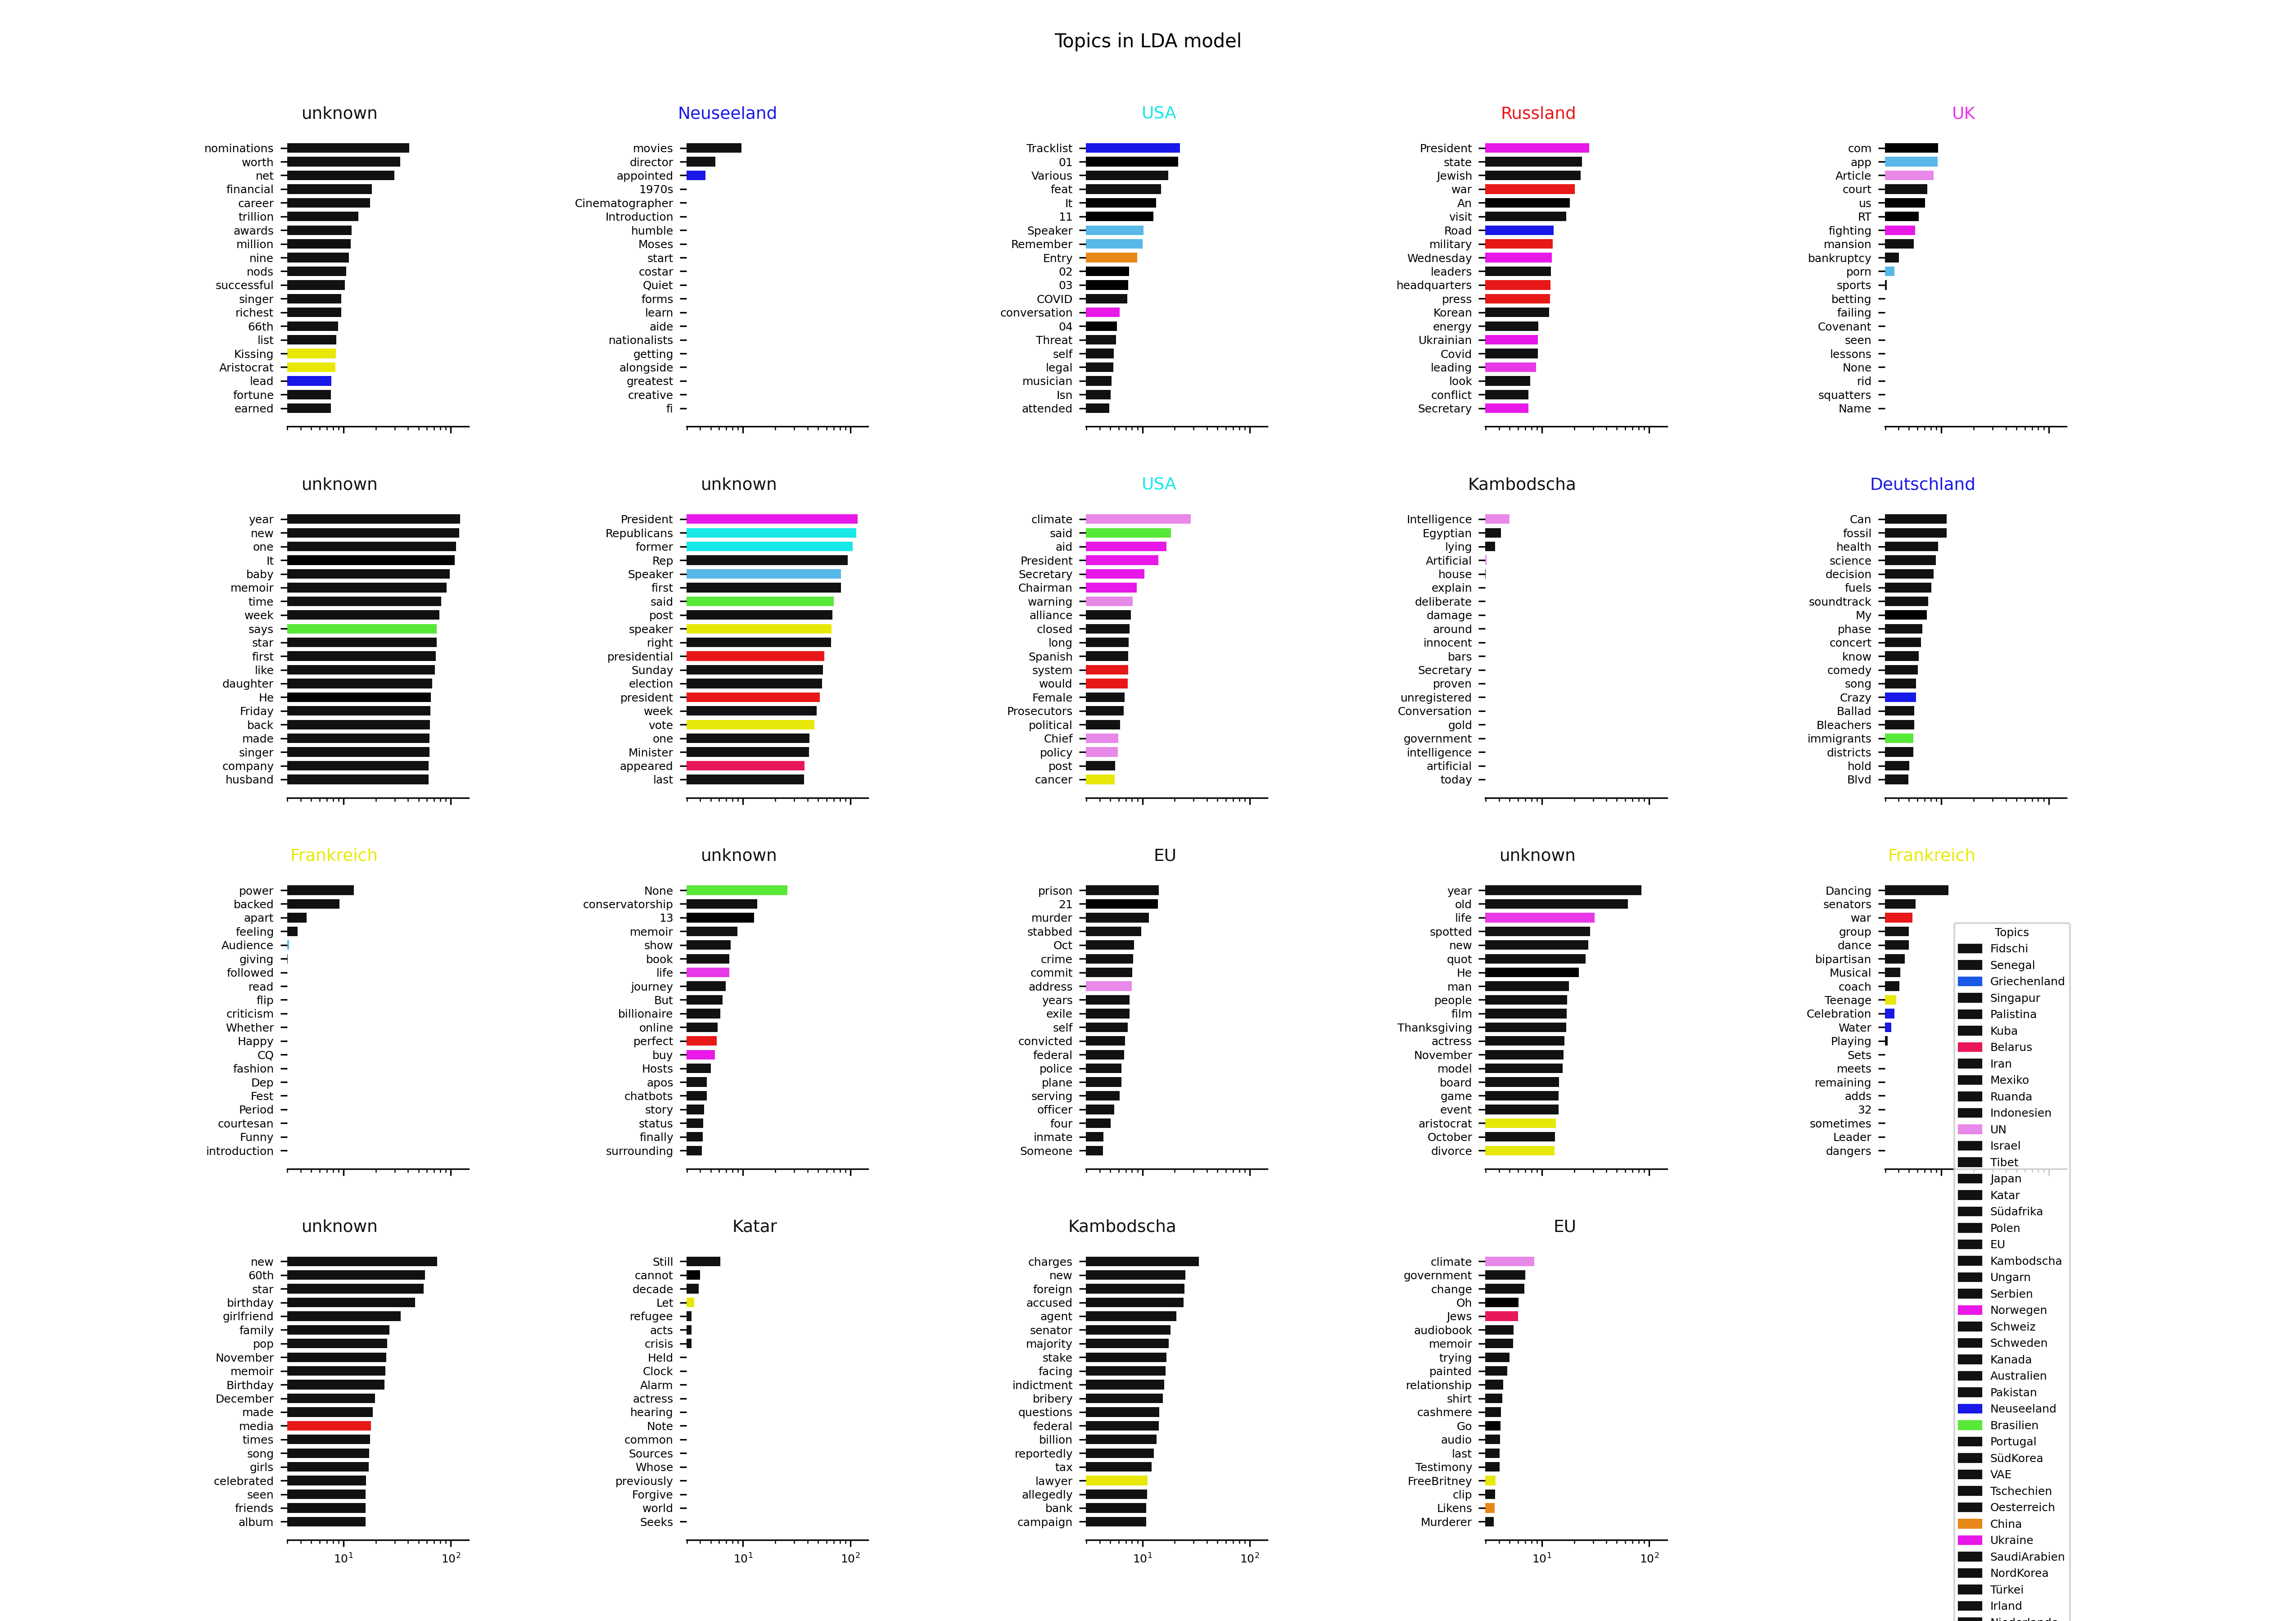 Topics in LDA model
unknown
nominations
worth
net
financial
career
trillion
awards
million
nine
nods
successful
singer
richest
66th
list
Kissing
Aristocrat
lead
fortune
earned
Neuseeland
movies
director
appointed
1970s
Cinematographer
Introduction
humble
Moses
start
costar
Quiet
forms
learn
aide
nationalists
getting
alongside
greatest
creative
fi
USA
Tracklist
01
Various
feat
It
11
Speaker
Remember
Entry
02
03
COVID
conversation
04
Threat
self
legal
musician
Isn
attended
Russland
President
state
Jewish
war
An
visit
Road
military
Wednesday
leaders
headquarters
press
Korean
energy
Ukrainian
Covid
leading
look
conflict
Secretary
UK
com
app
Article
court
us
RT
fighting
mansion
bankruptcy
porn
sports
betting
failing
Covenant
seen
lessons
None
rid
squatters
Name
unknown
year
new
one
It
baby
memoir
time
week
says
star
first
like
daughter
He
Friday
back
made
singer
company
husband
unknown
President
Republicans
former
Rep
Speaker
first
said
post
speaker
right
presidential
Sunday
election
president
week
vote
one
Minister
appeared
last
USA
climate
said
aid
President
Secretary
Chairman
warning
alliance
closed
long
Spanish
system
would
Female
Prosecutors
political
Chief
policy
post
cancer
Kambodscha
Intelligence
Egyptian
lying
Artificial
house
explain
deliberate
damage
around
innocent
bars
Secretary
proven
unregistered
Conversation
gold
government
intelligence
artificial
today
Deutschland
Can
fossil
health
science
decision
fuels
soundtrack
My
phase
concert
know
comedy
song
Crazy
Ballad
Bleachers
immigrants
districts
hold
Blvd
Frankreich
power
backed
apart
feeling
Audience
giving
followed
read
flip
criticism
Whether
Happy
CQ
fashion
Dep
Fest
Period
courtesan
Funny
introduction
unknown
None
conservatorship
13
memoir
show
book
life
journey
But
billionaire
online
perfect
buy
Hosts
apos
chatbots
story
status
finally
surrounding
EU
prison
21
murder
stabbed
Oct
crime
commit
address
years
exile
self
convicted
federal
police
plane
serving
officer
four
inmate
Someone
unknown
year
old
life
spotted
new
quot
He
man
people
film
Thanksgiving
actress
November
model
board
game
event
aristocrat
October
divorce
Frankreich
Dancing
senators
war
group
dance
bipartisan
Musical
coach
Teenage
Celebration
Water
Playing
Sets
meets
remaining
adds
32
sometimes
Leader
dangers
Topics
Fidschi
Senegal
Griechenland
Singapur
Palistina
Kuba
Belarus
Iran
Mexiko
Ruanda
Indonesien
UN
Israel
Tibet
Japan
Katar
Südafrika
Polen
EU
Kambodscha
Ungarn
Serbien
Norwegen
Schweiz
Schweden
Kanada
Australien
Pakistan
Neuseeland
Brasilien
Portugal
SüdKorea
VAE
Tschechien
Oesterreich
China
Ukraine
SaudiArabien
NordKorea
Türkei
Irland
unknown
new
60th
star
birthday
girlfriend
family
pop
November
memoir
Birthday
December
made
media
times
song
girls
celebrated
seen
friends
album
10^1 10^2
Katar
Still
cannot
decade
Let
refugee
acts
crisis
Held
Clock
Alarm
actress
hearing
Note
common
Sources
Whose
previously
Forgive
world
Seeks
10^1 10^2
Kambodscha
charges
new
foreign
accused
agent
senator
majority
stake
facing
indictment
bribery
questions
federal
billion
reportedly
tax
lawyer
allegedly
bank
campaign
10^1 10^2
EU
climate
government
change
Oh
Jews
audiobook
memoir
trying
painted
relationship
shirt
cashmere
Go
audio
last
Testimony
FreeBritney
clip
Likens
Murderer
10^1 10^2